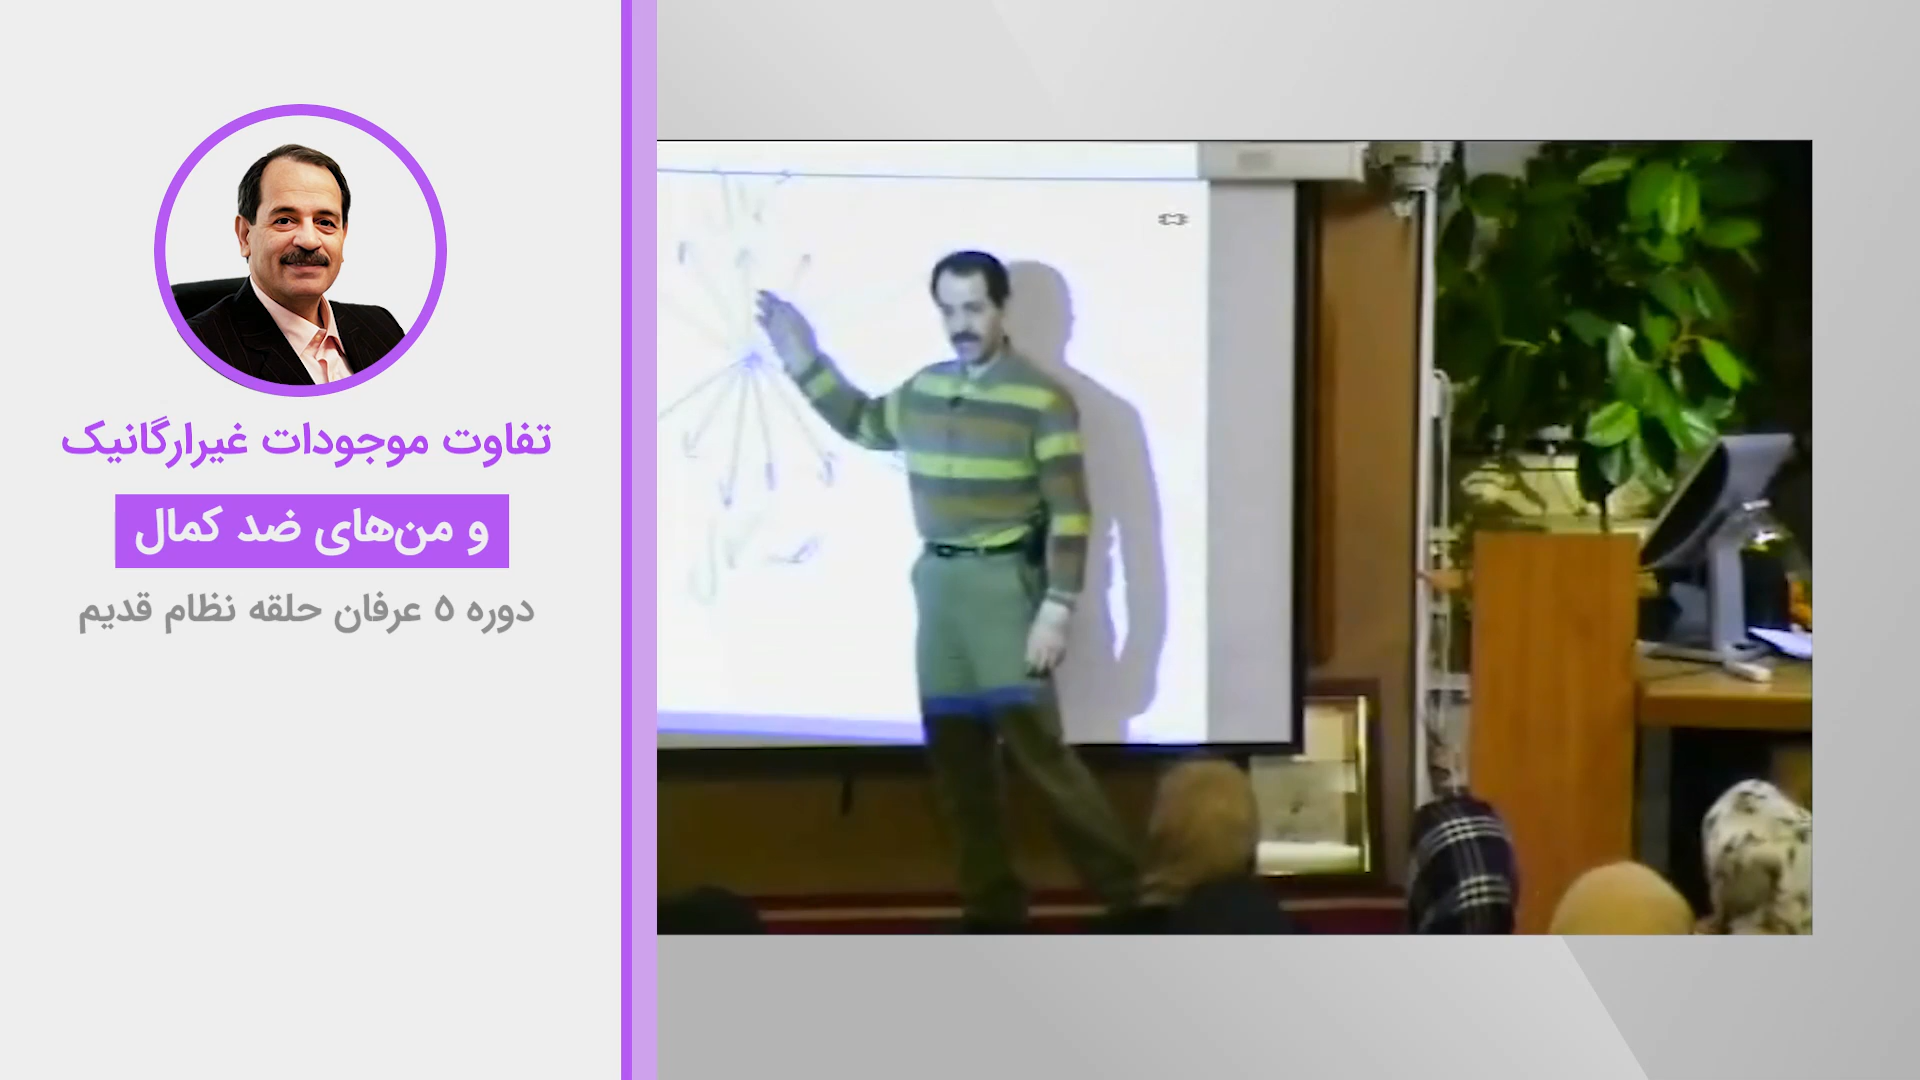 تفاوت موجودات غیرارگانیک
و من‌های ضد کمال
دوره ۵ عرفان حلقه نظام قدیم